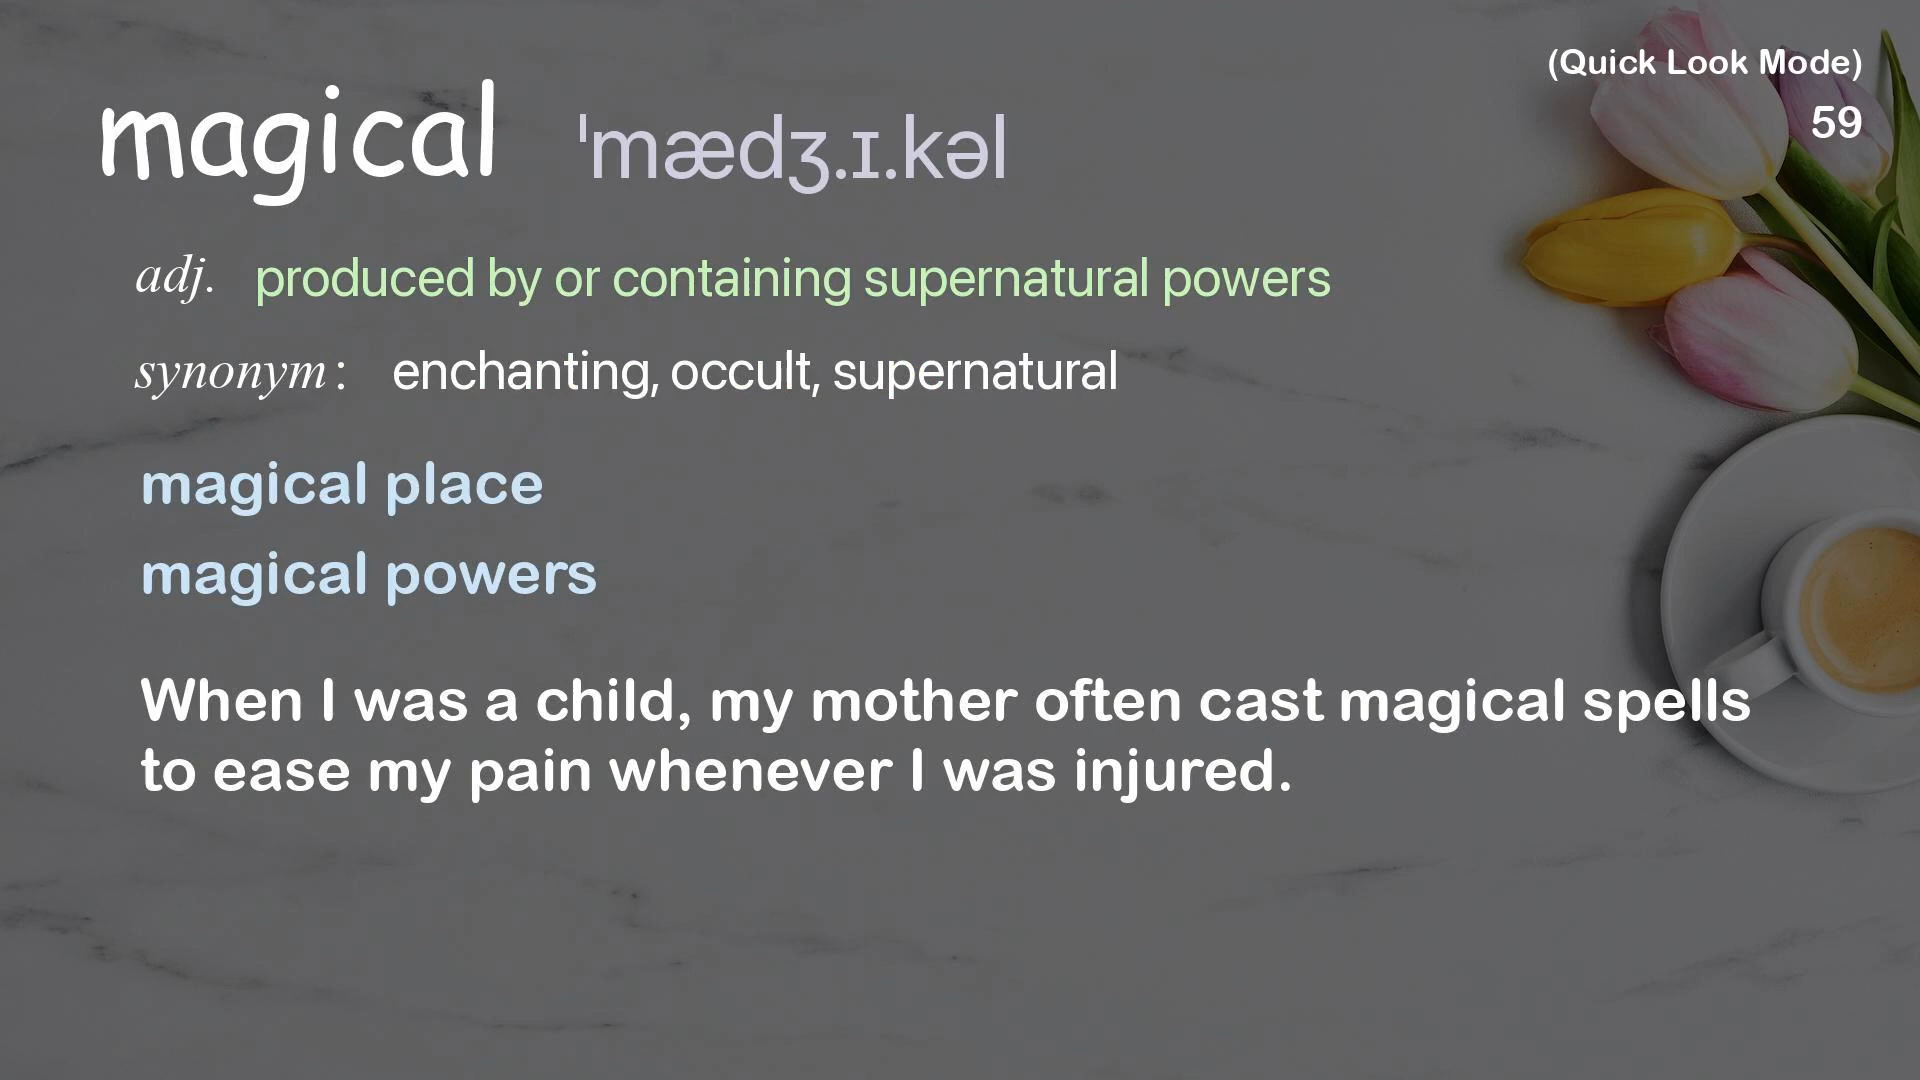 (Quick Look Mode)
59
magical ˈmædʒ.ɪ.kəl
adj. produced by or containing supernatural powers
synonym : enchanting, occult, supernatural
magical place
magical powers
When I was a child, my mother often cast magical spells
to ease my pain whenever I was injured.